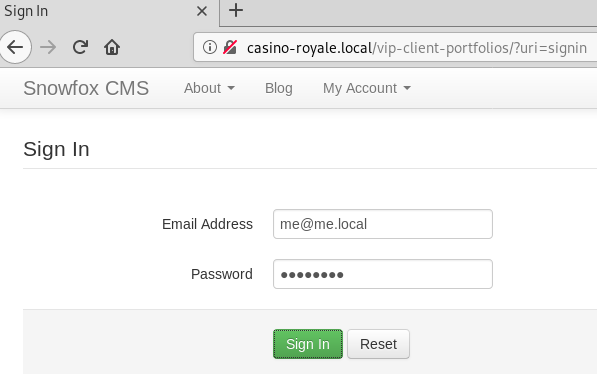 Sign In
casino-royale.local/vip-client-portfolios/?uri=signin
Snowfox CMS About Blog My Account
Sign In
Email Address me@me.local
Password ●●●●●●●●
Sign In Reset